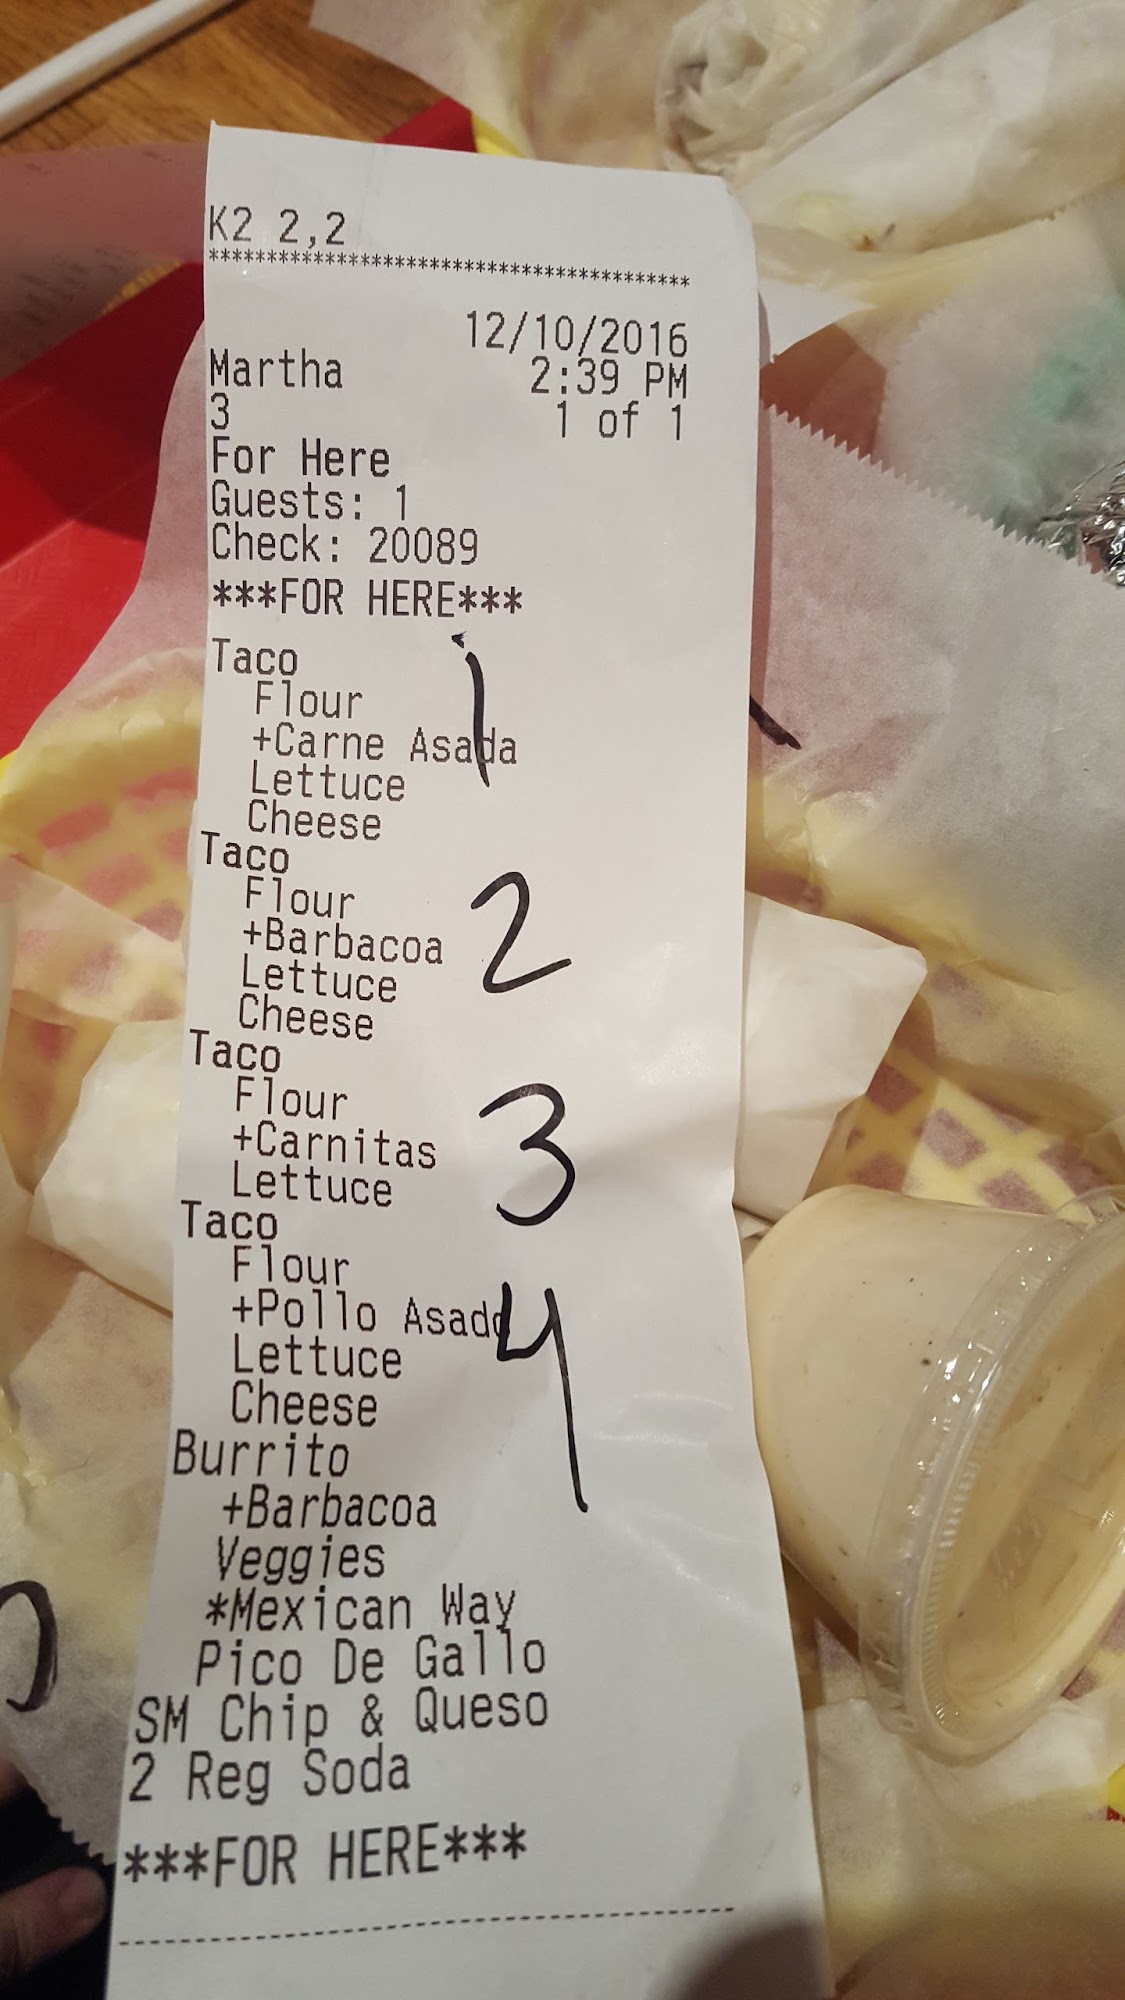 K2 2,2
******************************************
12/10/2016
Martha 2:39 PM
3 1 of 1
For Here
Guests: 1
Check: 20089
***FOR HERE***
Taco 1
Flour
+Carne Asada
Lettuce
Cheese
Taco
Flour 2
+Barbacoa
Lettuce
Cheese
Taco
Flour 3
+Carnitas
Lettuce
Taco
Flour
+Pollo Asado 4
Lettuce
Cheese
Burrito
+Barbacoa
Veggies
*Mexican Way
Pico De Gallo
SM Chip & Queso
2 Reg Soda
***FOR HERE***